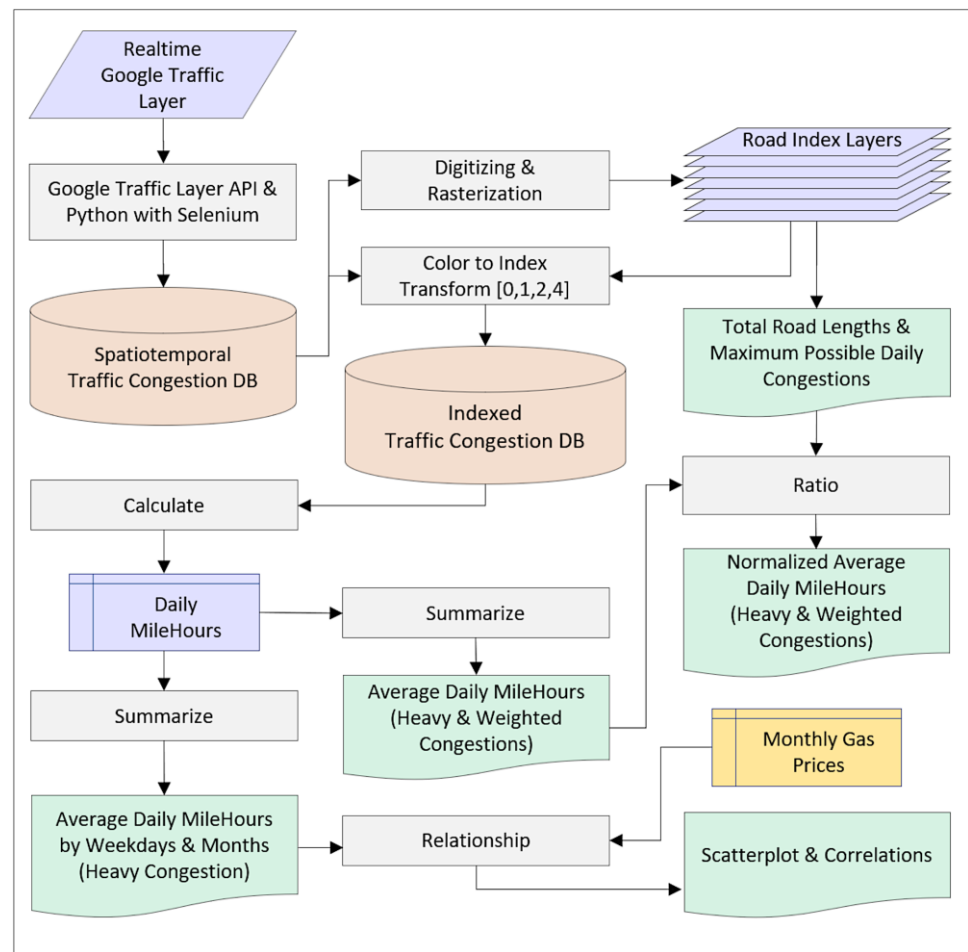 Realtime
Google Traffic
Layer
Google Traffic Layer API &
Python with Selenium
Spatiotemporal
Traffic Congestion DB
Digitizing &
Rasterization
Road Index Layers
Color to Index
Transform [0,1,2,4]
Indexed
Traffic Congestion DB
Total Road Lengths &
Maximum Possible Daily
Congestions
Ratio
Normalized Average
Daily MileHours
(Heavy & Weighted
Congestions)
Calculate
Daily
MileHours
Summarize
Average Daily MileHours
(Heavy & Weighted
Congestions)
Summarize
Average Daily MileHours
by Weekdays & Months
(Heavy Congestion)
Monthly Gas
Prices
Relationship
Scatterplot & Correlations